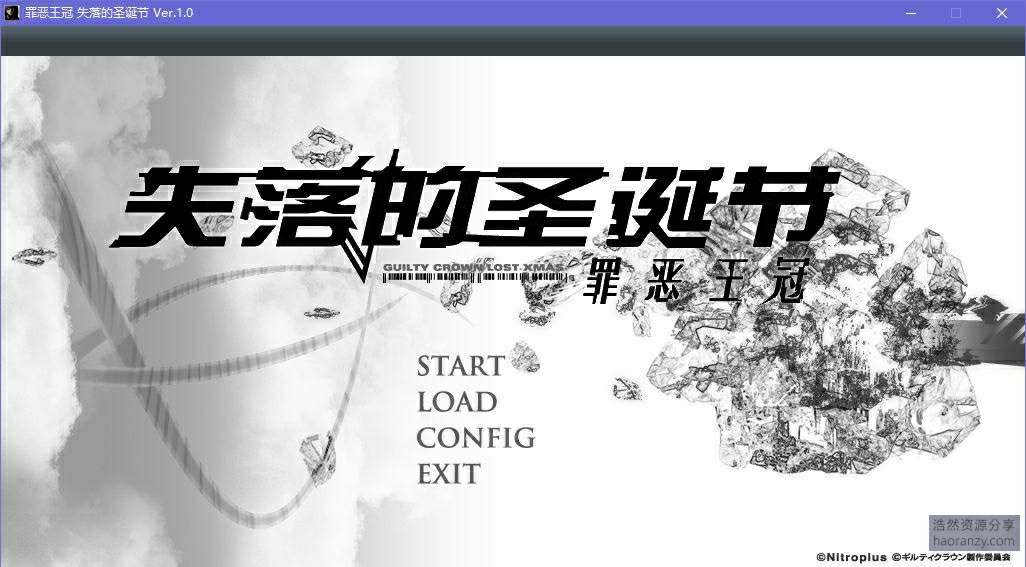 罪恶王冠 失落的圣诞节 Ver.1.0
失落的圣诞节
GUILTY CROWN LOST XMAS
罪恶王冠
START
LOAD
CONFIG
EXIT
浩然资源分享
haoranzy.com
©Nitroplus ©ギルティクラウン製作委員会